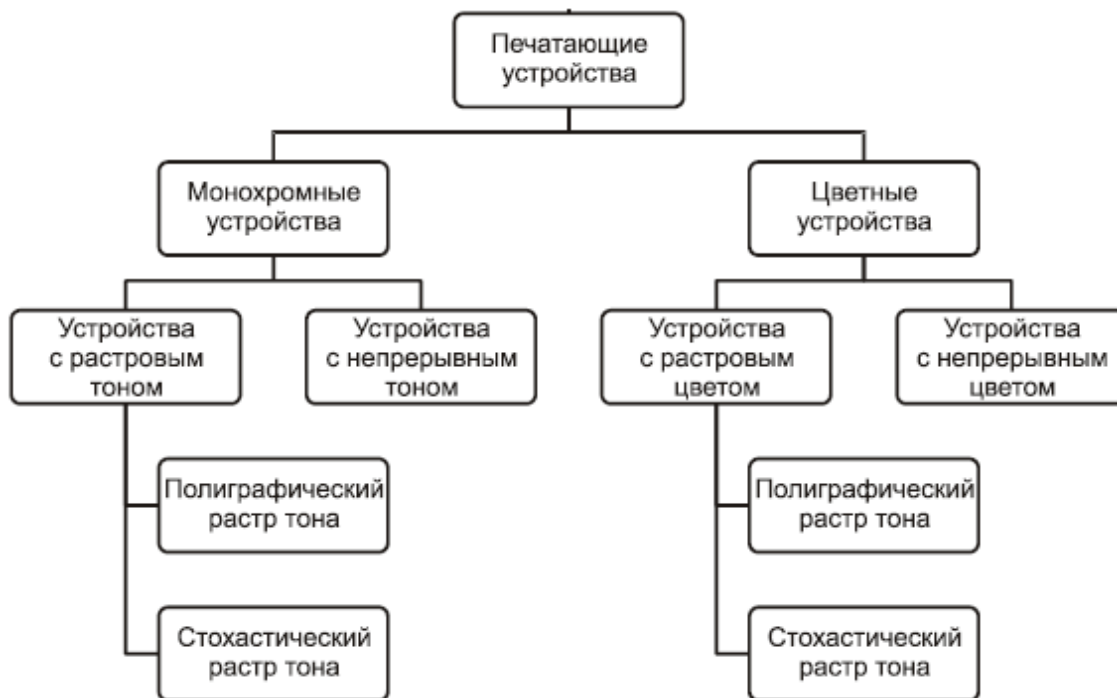 Печатающие
устройства
Монохромные
устройства
Цветные
устройства
Устройства
с растровым
тоном
Устройства
с непрерывным
тоном
Устройства
с растровым
цветом
Устройства
с непрерывным
цветом
Полиграфический
растр тона
Полиграфический
растр тона
Стохастический
растр тона
Стохастический
растр тона